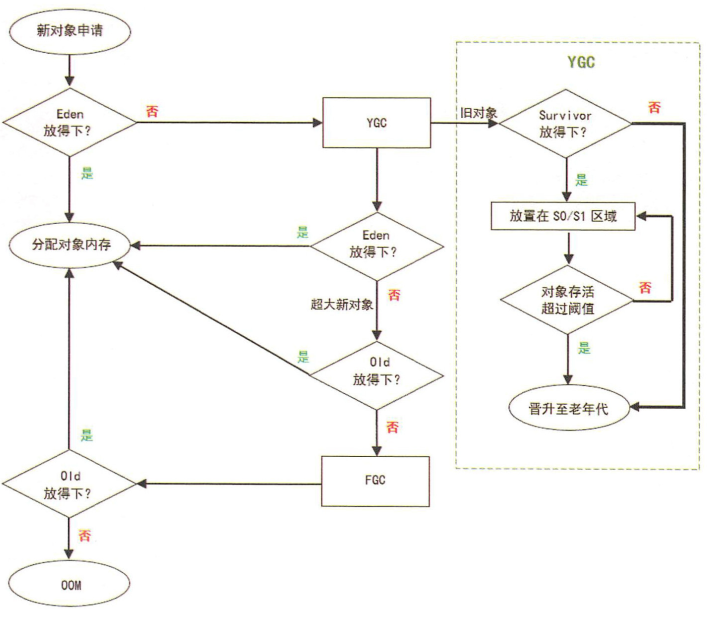 新对象申请
Eden
放得下?
否
是
YGC
旧对象
分配对象内存
Eden
放得下?
是
否
超大新对象
Old
放得下?
是
否
FGC
Old
放得下?
是
否
OOM
YGC
Survivor
放得下?
否
是
放置在 S0/S1 区域
对象存活
超过阈值
否
是
晋升至老年代